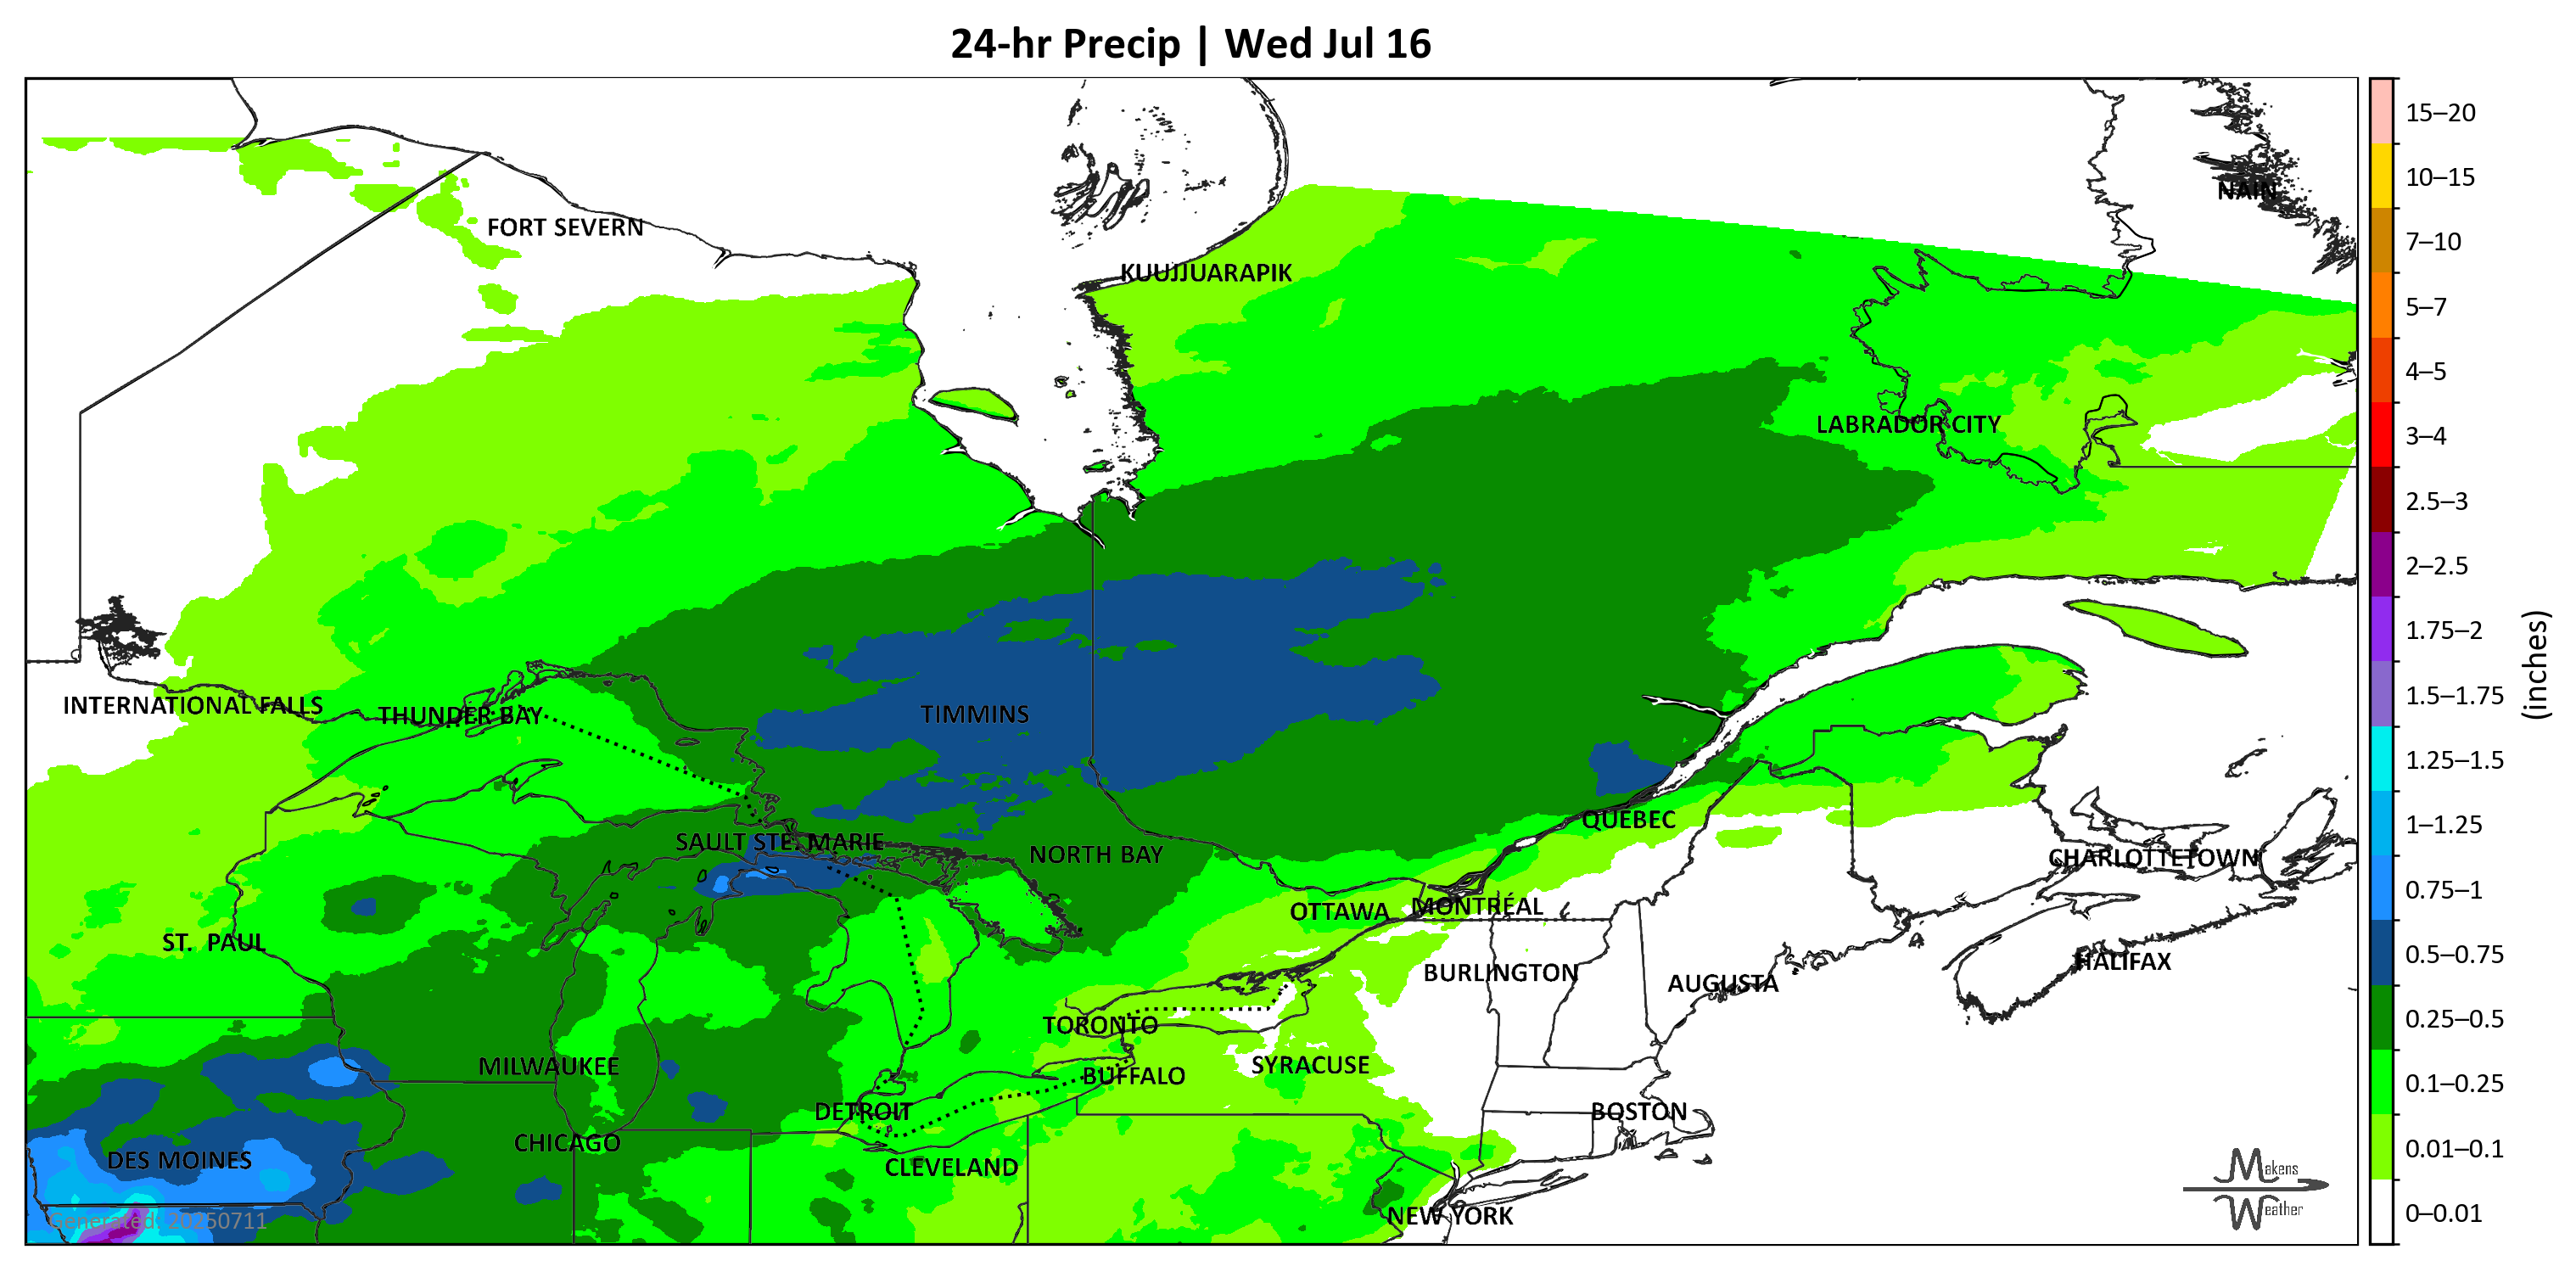 24-hr Precip | Wed Jul 16
NAIN
FORT SEVERN
KUUJJUARAPIK
LABRADOR CITY
INTERNATIONAL FALLS
THUNDER BAY
TIMMINS
QUEBEC
SAULT STE. MARIE
NORTH BAY
CHARLOTTETOWN
OTTAWA
MONTRÉAL
ST. PAUL
BURLINGTON
AUGUSTA
HALIFAX
TORONTO
MILWAUKEE
SYRACUSE
BUFFALO
DETROIT
BOSTON
CHICAGO
DES MOINES
CLEVELAND
NEW YORK
Generated: 20250711
Makens
Weather
15–20
10–15
7–10
5–7
4–5
3–4
2.5–3
2–2.5
1.75–2
1.5–1.75
1.25–1.5
1–1.25
0.75–1
0.5–0.75
0.25–0.5
0.1–0.25
0.01–0.1
0–0.01
(inches)